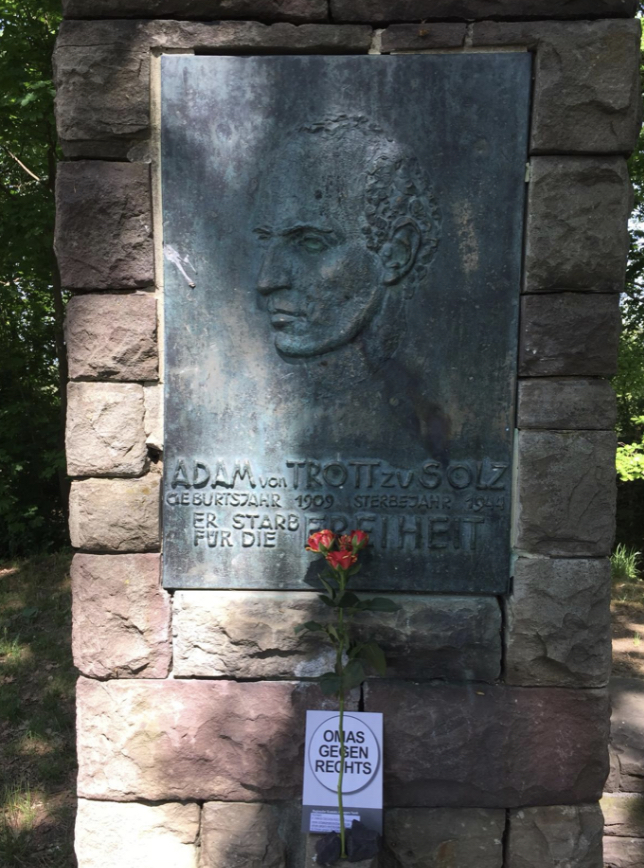 ADAM von TROTT zu SOLZ
GEBURTSJAHR 1909 STERBEJAHR 1944
ER STARB
FÜR DIE FREIHEIT
OMAS
GEGEN
RECHTS